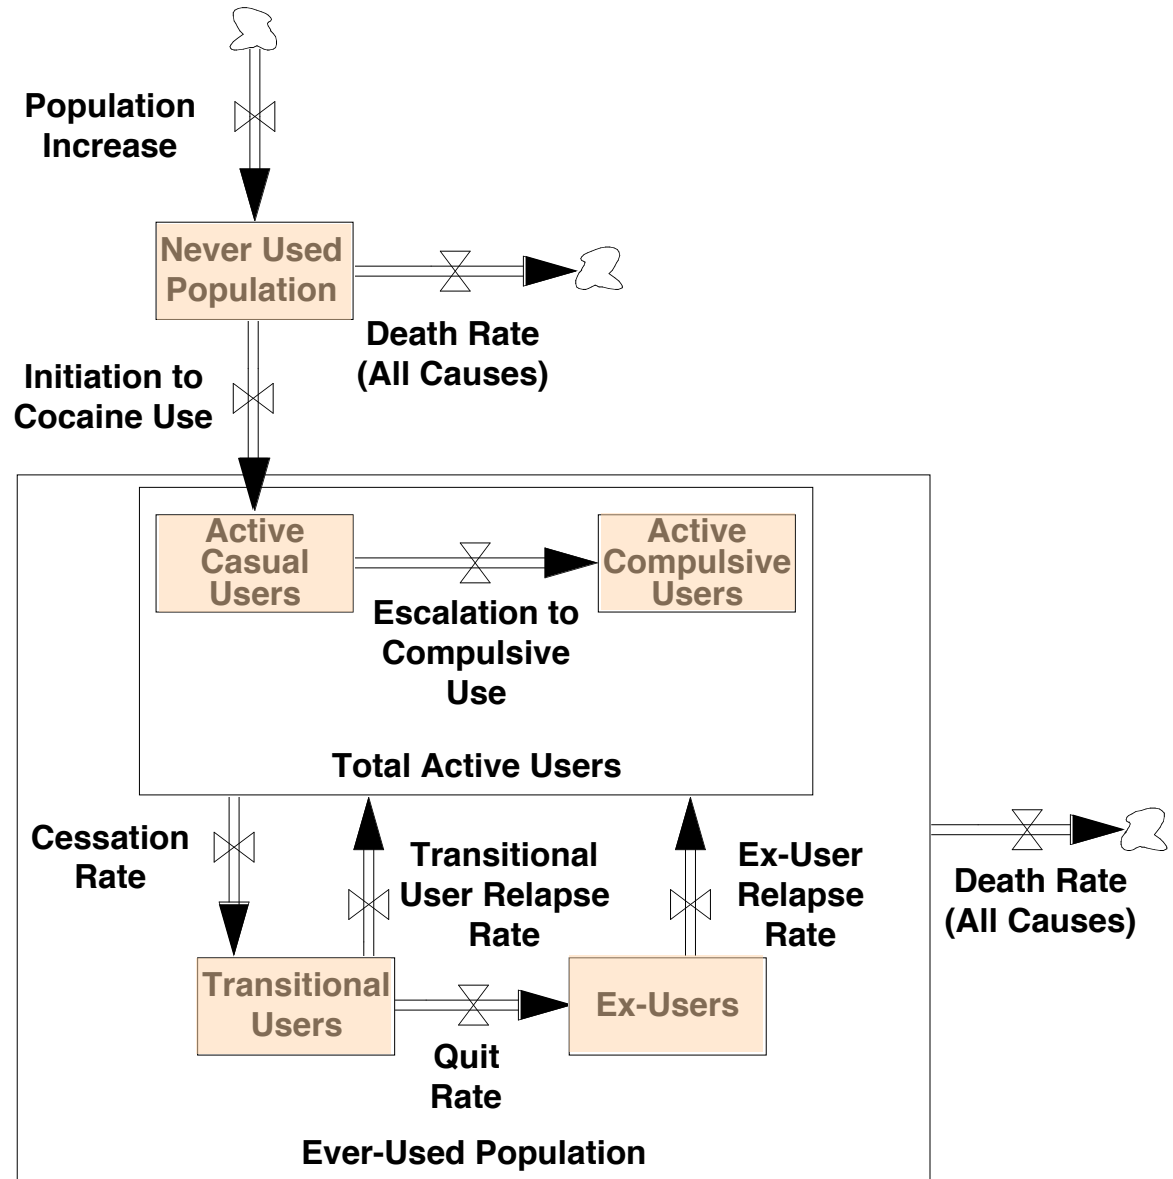 Population
Increase
Never Used
Population
Death Rate
(All Causes)
Initiation to
Cocaine Use
Active
Casual
Users
Active
Compulsive
Users
Escalation to
Compulsive
Use
Total Active Users
Cessation
Rate
Transitional
User Relapse
Rate
Ex-User
Relapse
Rate
Death Rate
(All Causes)
Transitional
Users
Ex-Users
Quit
Rate
Ever-Used Population